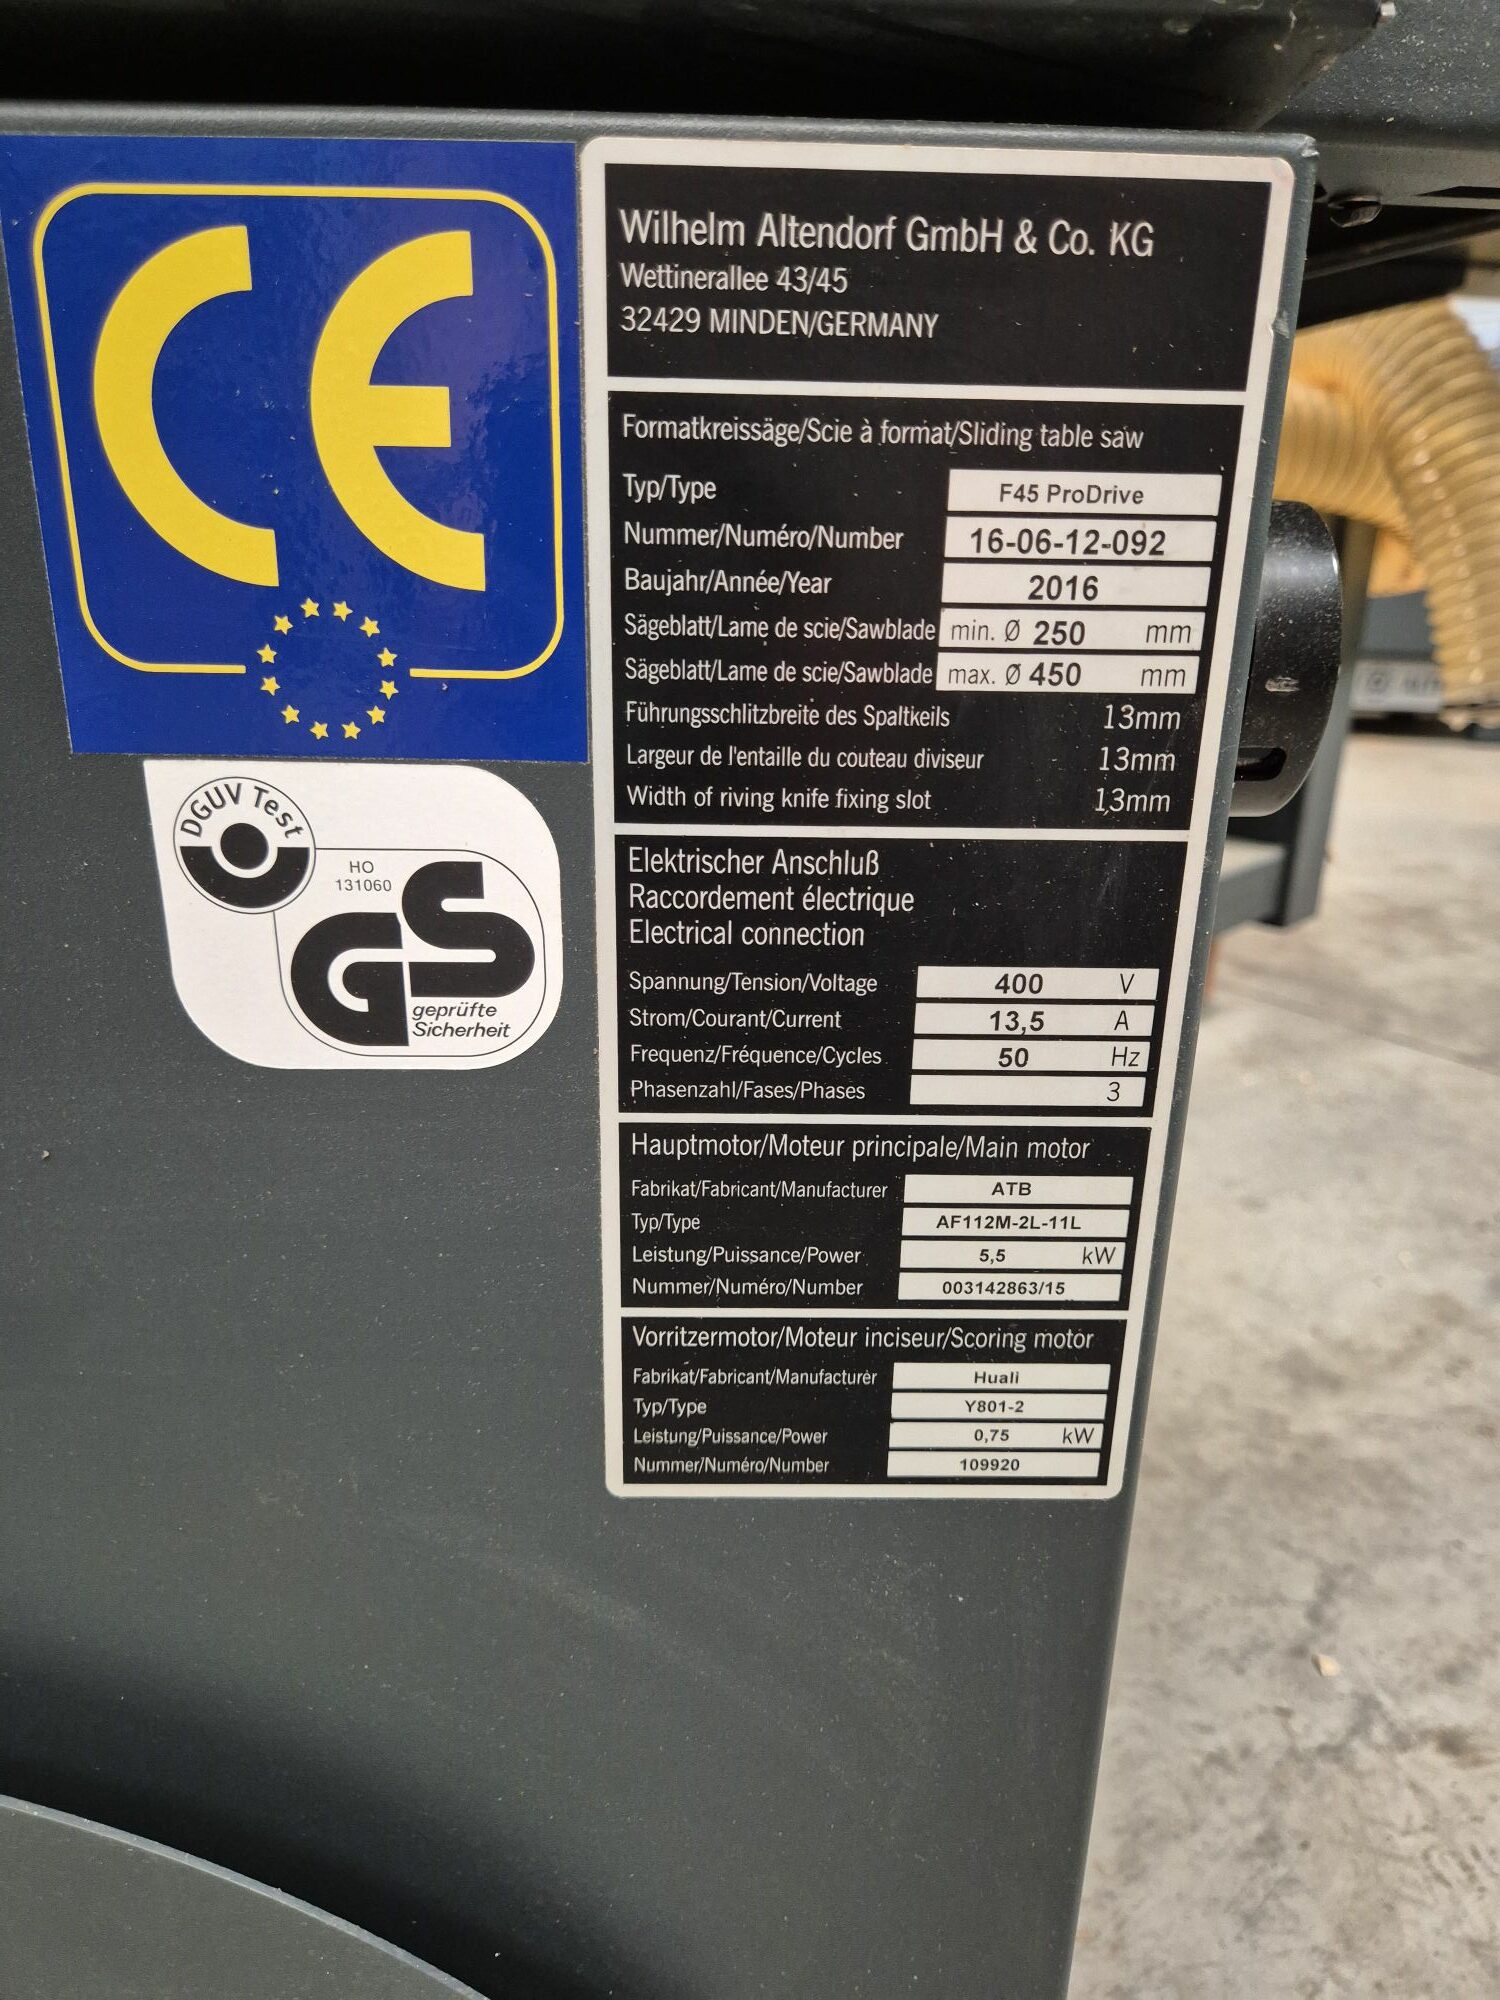 CE
DGUV Test
HO
131060
GS
geprüfte
Sicherheit
Wilhelm Altendorf GmbH & Co. KG
Wettinerallee 43/45
32429 MINDEN/GERMANY
Formatkreissäge/Scie à format/Sliding table saw
Typ/Type F45 ProDrive
Nummer/Numéro/Number 16-06-12-092
Baujahr/Année/Year 2016
Sägeblatt/Lame de scie/Sawblade min. Ø 250 mm
Sägeblatt/Lame de scie/Sawblade max. Ø 450 mm
Führungsschlitzbreite des Spaltkeils 13mm
Largeur de l'entaille du couteau diviseur 13mm
Width of riving knife fixing slot 13mm
Elektrischer Anschluß
Raccordement électrique
Electrical connection
Spannung/Tension/Voltage 400 V
Strom/Courant/Current 13,5 A
Frequenz/Fréquence/Cycles 50 Hz
Phasenzahl/Fases/Phases 3
Hauptmotor/Moteur principale/Main motor
Fabrikat/Fabricant/Manufacturer ATB
Typ/Type AF112M-2L-11L
Leistung/Puissance/Power 5,5 kW
Nummer/Numéro/Number 003142863/15
Vorritzermotor/Moteur inciseur/Scoring motor
Fabrikat/Fabricant/Manufacturer Huali
Typ/Type Y801-2
Leistung/Puissance/Power 0,75 kW
Nummer/Numéro/Number 109920